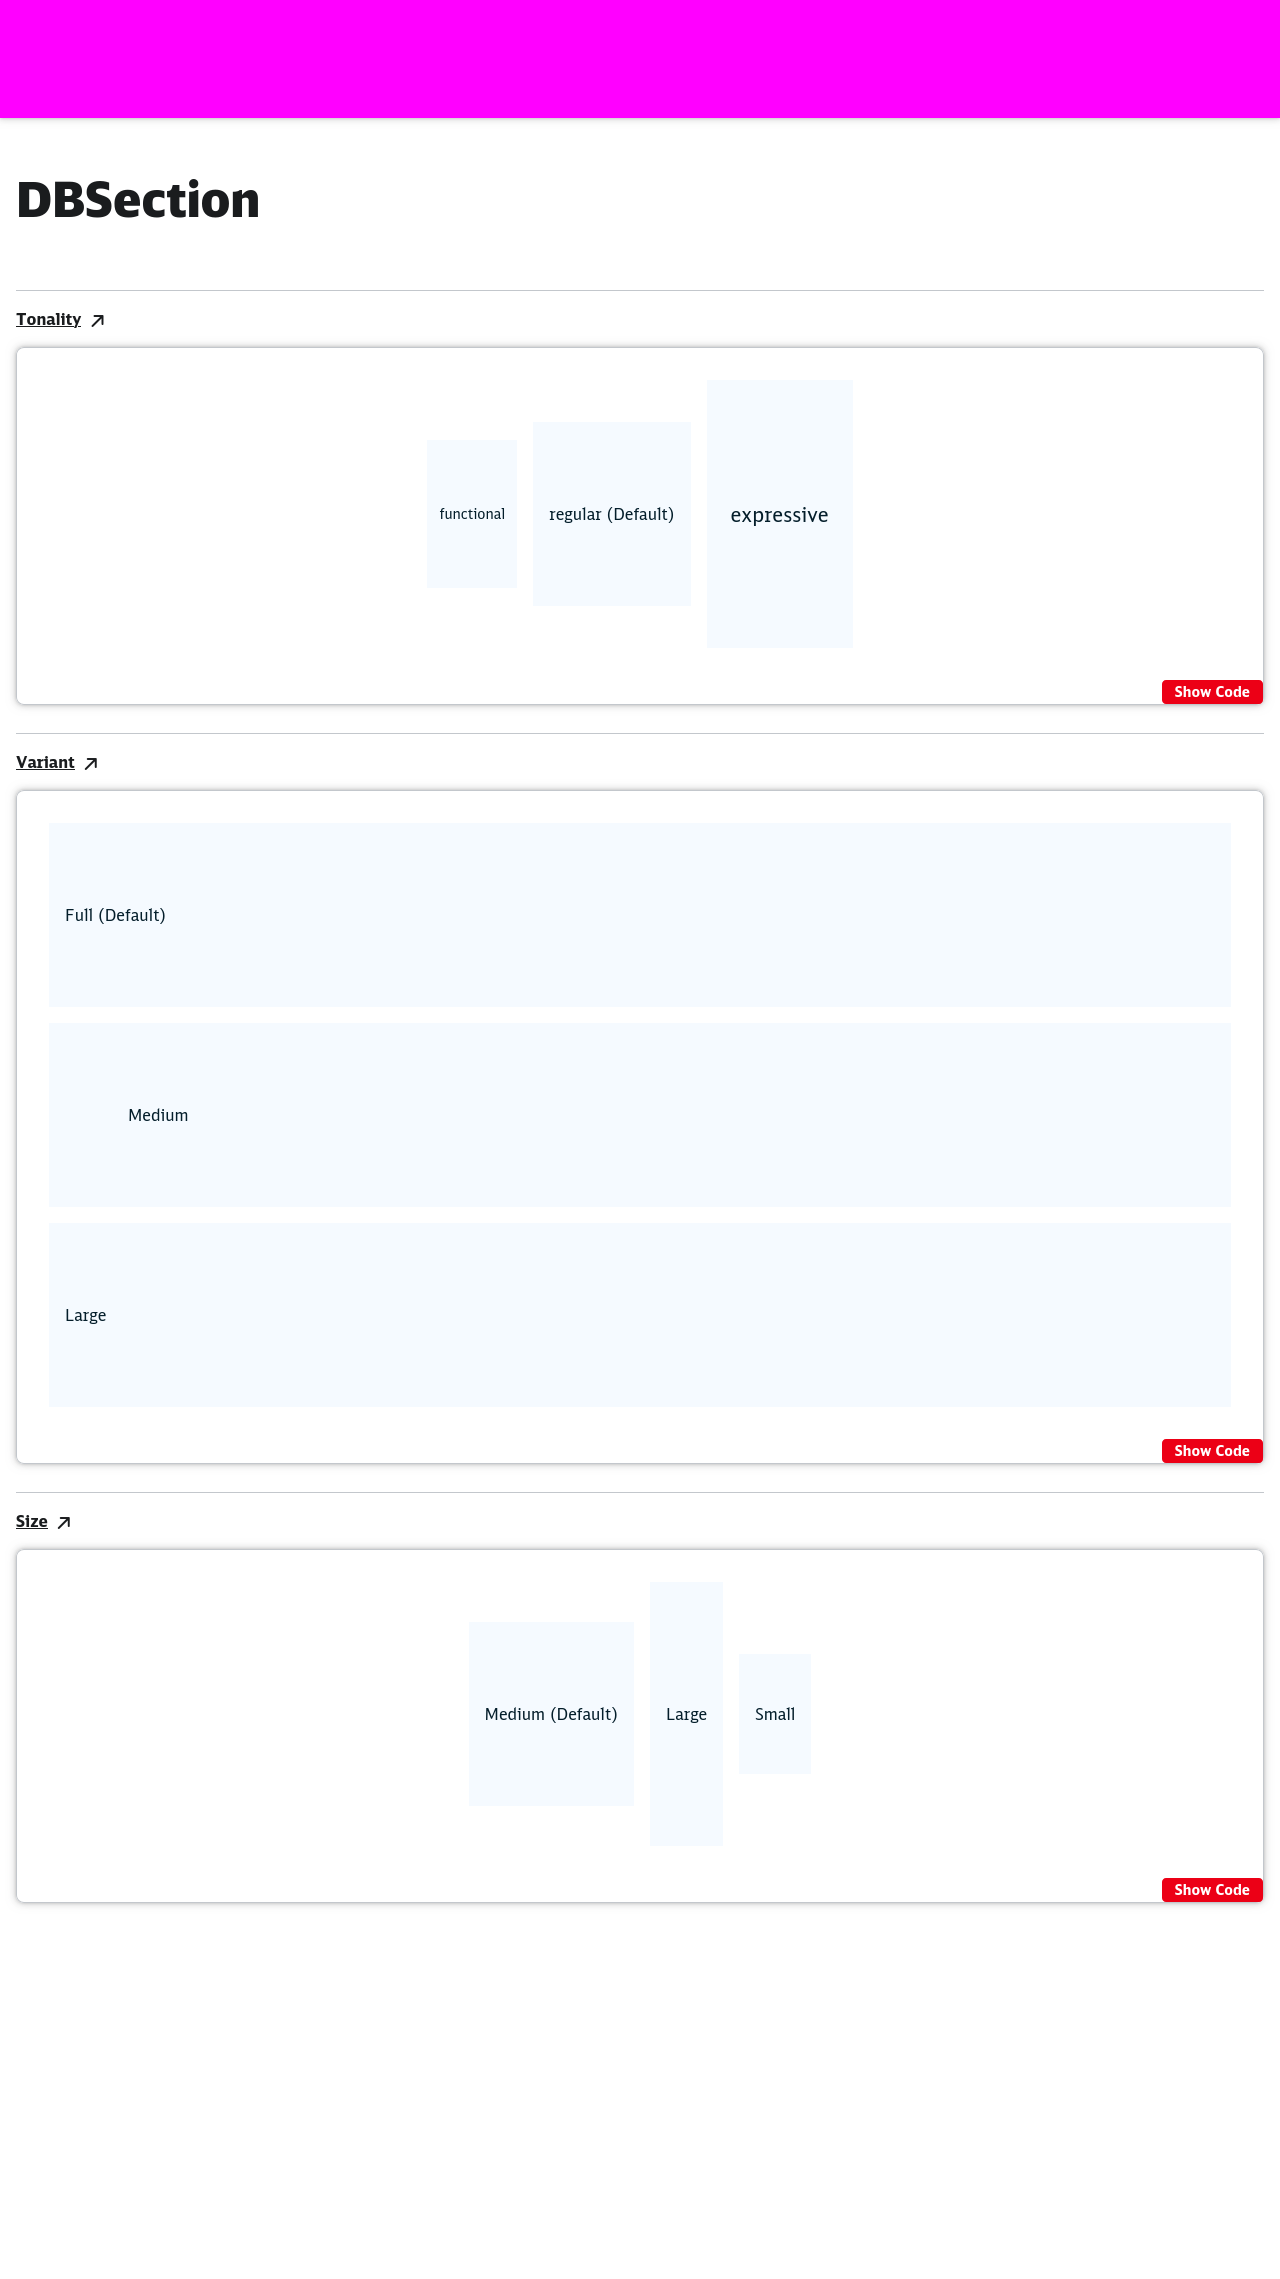 DBSection
Tonality
functional
regular (Default)
expressive
Show Code
Variant
Full (Default)
Medium
Large
Show Code
Size
Medium (Default)
Large
Small
Show Code